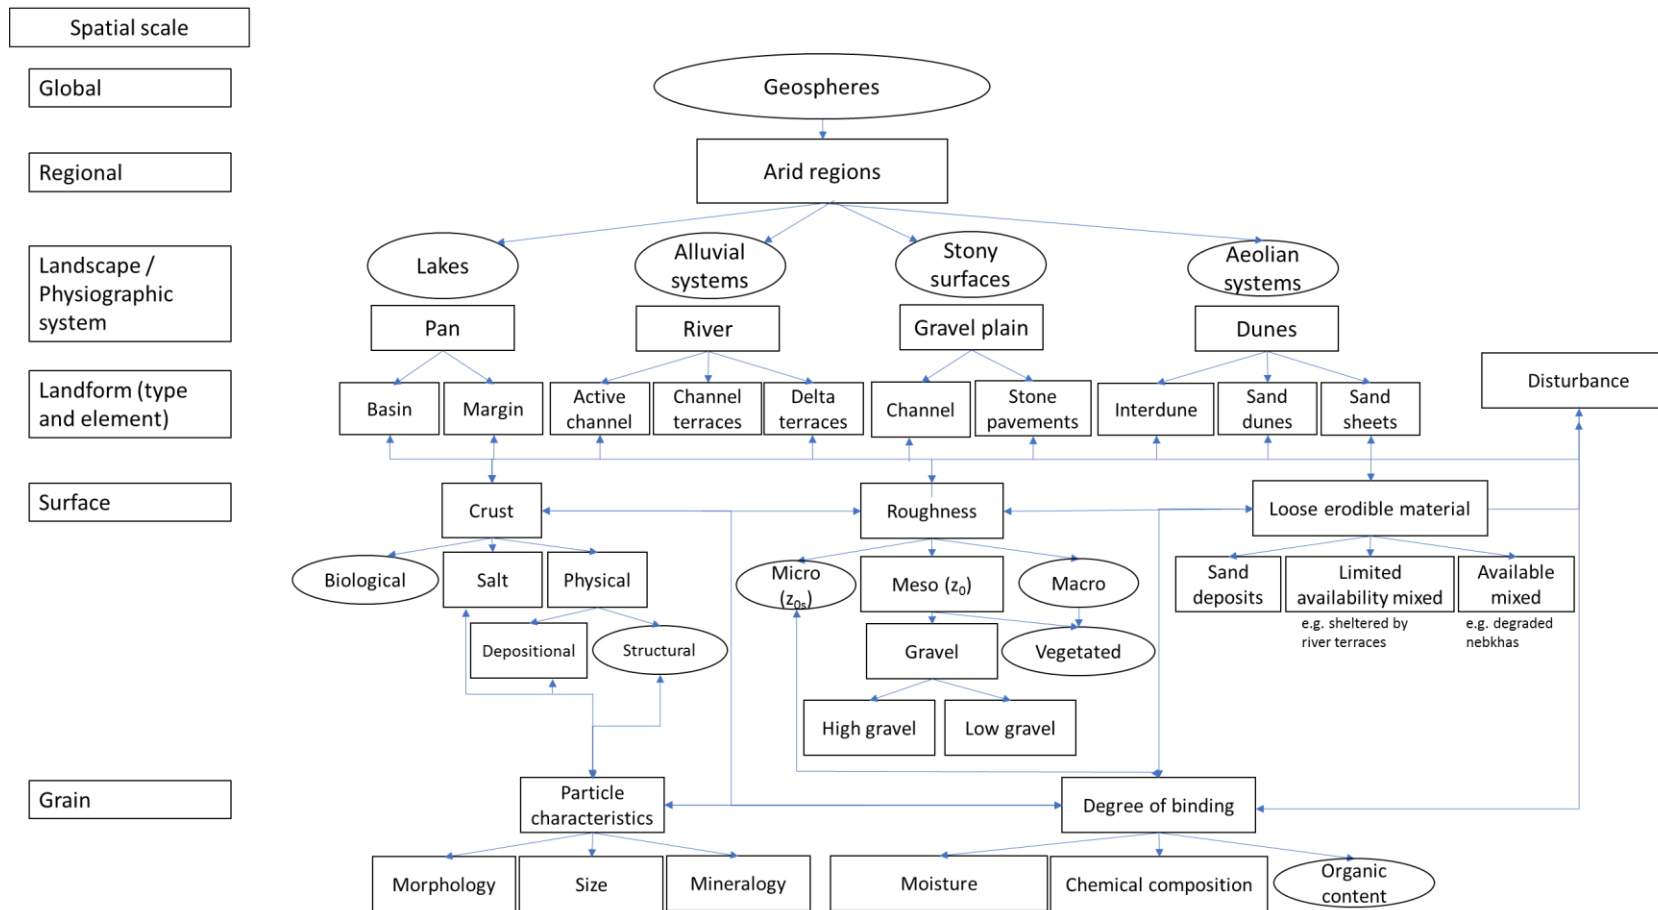 Spatial scale
Global
Geospheres
Regional
Arid regions
Landscape /
Physiographic
system
Lakes
Alluvial
systems
Stony
surfaces
Aeolian
systems
Pan
River
Gravel plain
Dunes
Landform (type
and element)
Basin
Margin
Active
channel
Channel
terraces
Delta
terraces
Channel
Stone
pavements
Interdune
Sand
dunes
Sand
sheets
Disturbance
Surface
Crust
Roughness
Loose erodible material
Biological
Salt
Physical
Micro
(z0s)
Meso (z0)
Macro
Sand
deposits
Limited
availability mixed
e.g. sheltered by
river terraces
Available
mixed
e.g. degraded
nebkhas
Depositional
Structural
Gravel
Vegetated
High gravel
Low gravel
Grain
Particle
characteristics
Degree of binding
Morphology
Size
Mineralogy
Moisture
Chemical composition
Organic
content